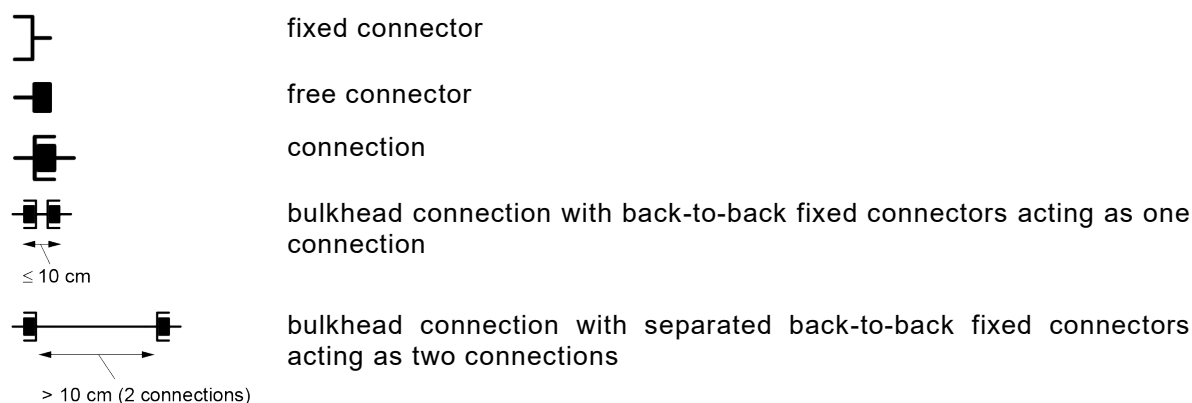 fixed connector
free connector
connection
bulkhead connection with back-to-back fixed connectors acting as one
connection
≤ 10 cm
bulkhead connection with separated back-to-back fixed connectors
acting as two connections
> 10 cm (2 connections)